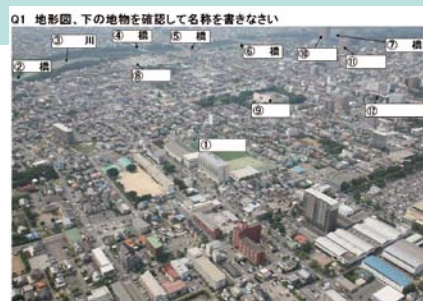 Q1 地形図、下の地物を確認して名称を書きなさい
③ 川
④ 橋
⑤ 橋
⑥ 橋
⑩
⑦ 橋
⑪
② 橋
⑧
⑨
⑫
①